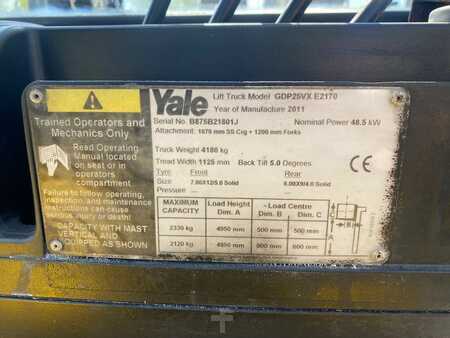 Yale
Lift Truck Model GDP25VX E2170
Year of Manufacture 2011
Serial No. B875B21801J
Nominal Power 48.5 kW
Attachment: 1070 mm SS Crg + 1200 mm Forks
Truck Weight 4186 kg
Tread Width 1125 mm
Back Tilt 5.0 Degrees
Type
Front
Rear
Size: 7.00X12/5.0 Solid
6.00X9/4.0 Solid
Pressure
MAXIMUM CAPACITY
Load Height Dim. A
Load Centre
Dim. B
Dim. C
2330 kg
4950 mm
500 mm
500 mm
2120 kg
4950 mm
600 mm
600 mm
CE
Trained Operators and
Mechanics Only
Read Operating
Manual located
on seat or in
operators
compartment
Failure to follow operating,
inspection, and maintenance
instructions can cause
serious injury or death!
CAPACITY WITH MAST
VERTICAL AND
EQUIPPED AS SHOWN